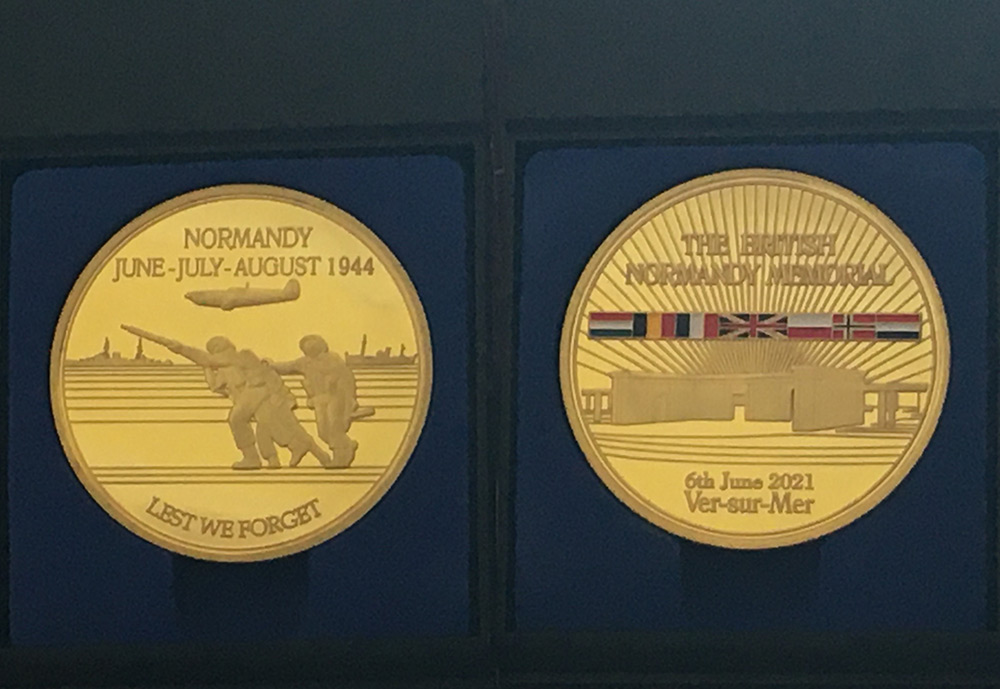 NORMANDY
JUNE-JULY-AUGUST 1944
LEST WE FORGET
THE BRITISH
NORMANDY MEMORIAL
6th June 2021
Ver-sur-Mer